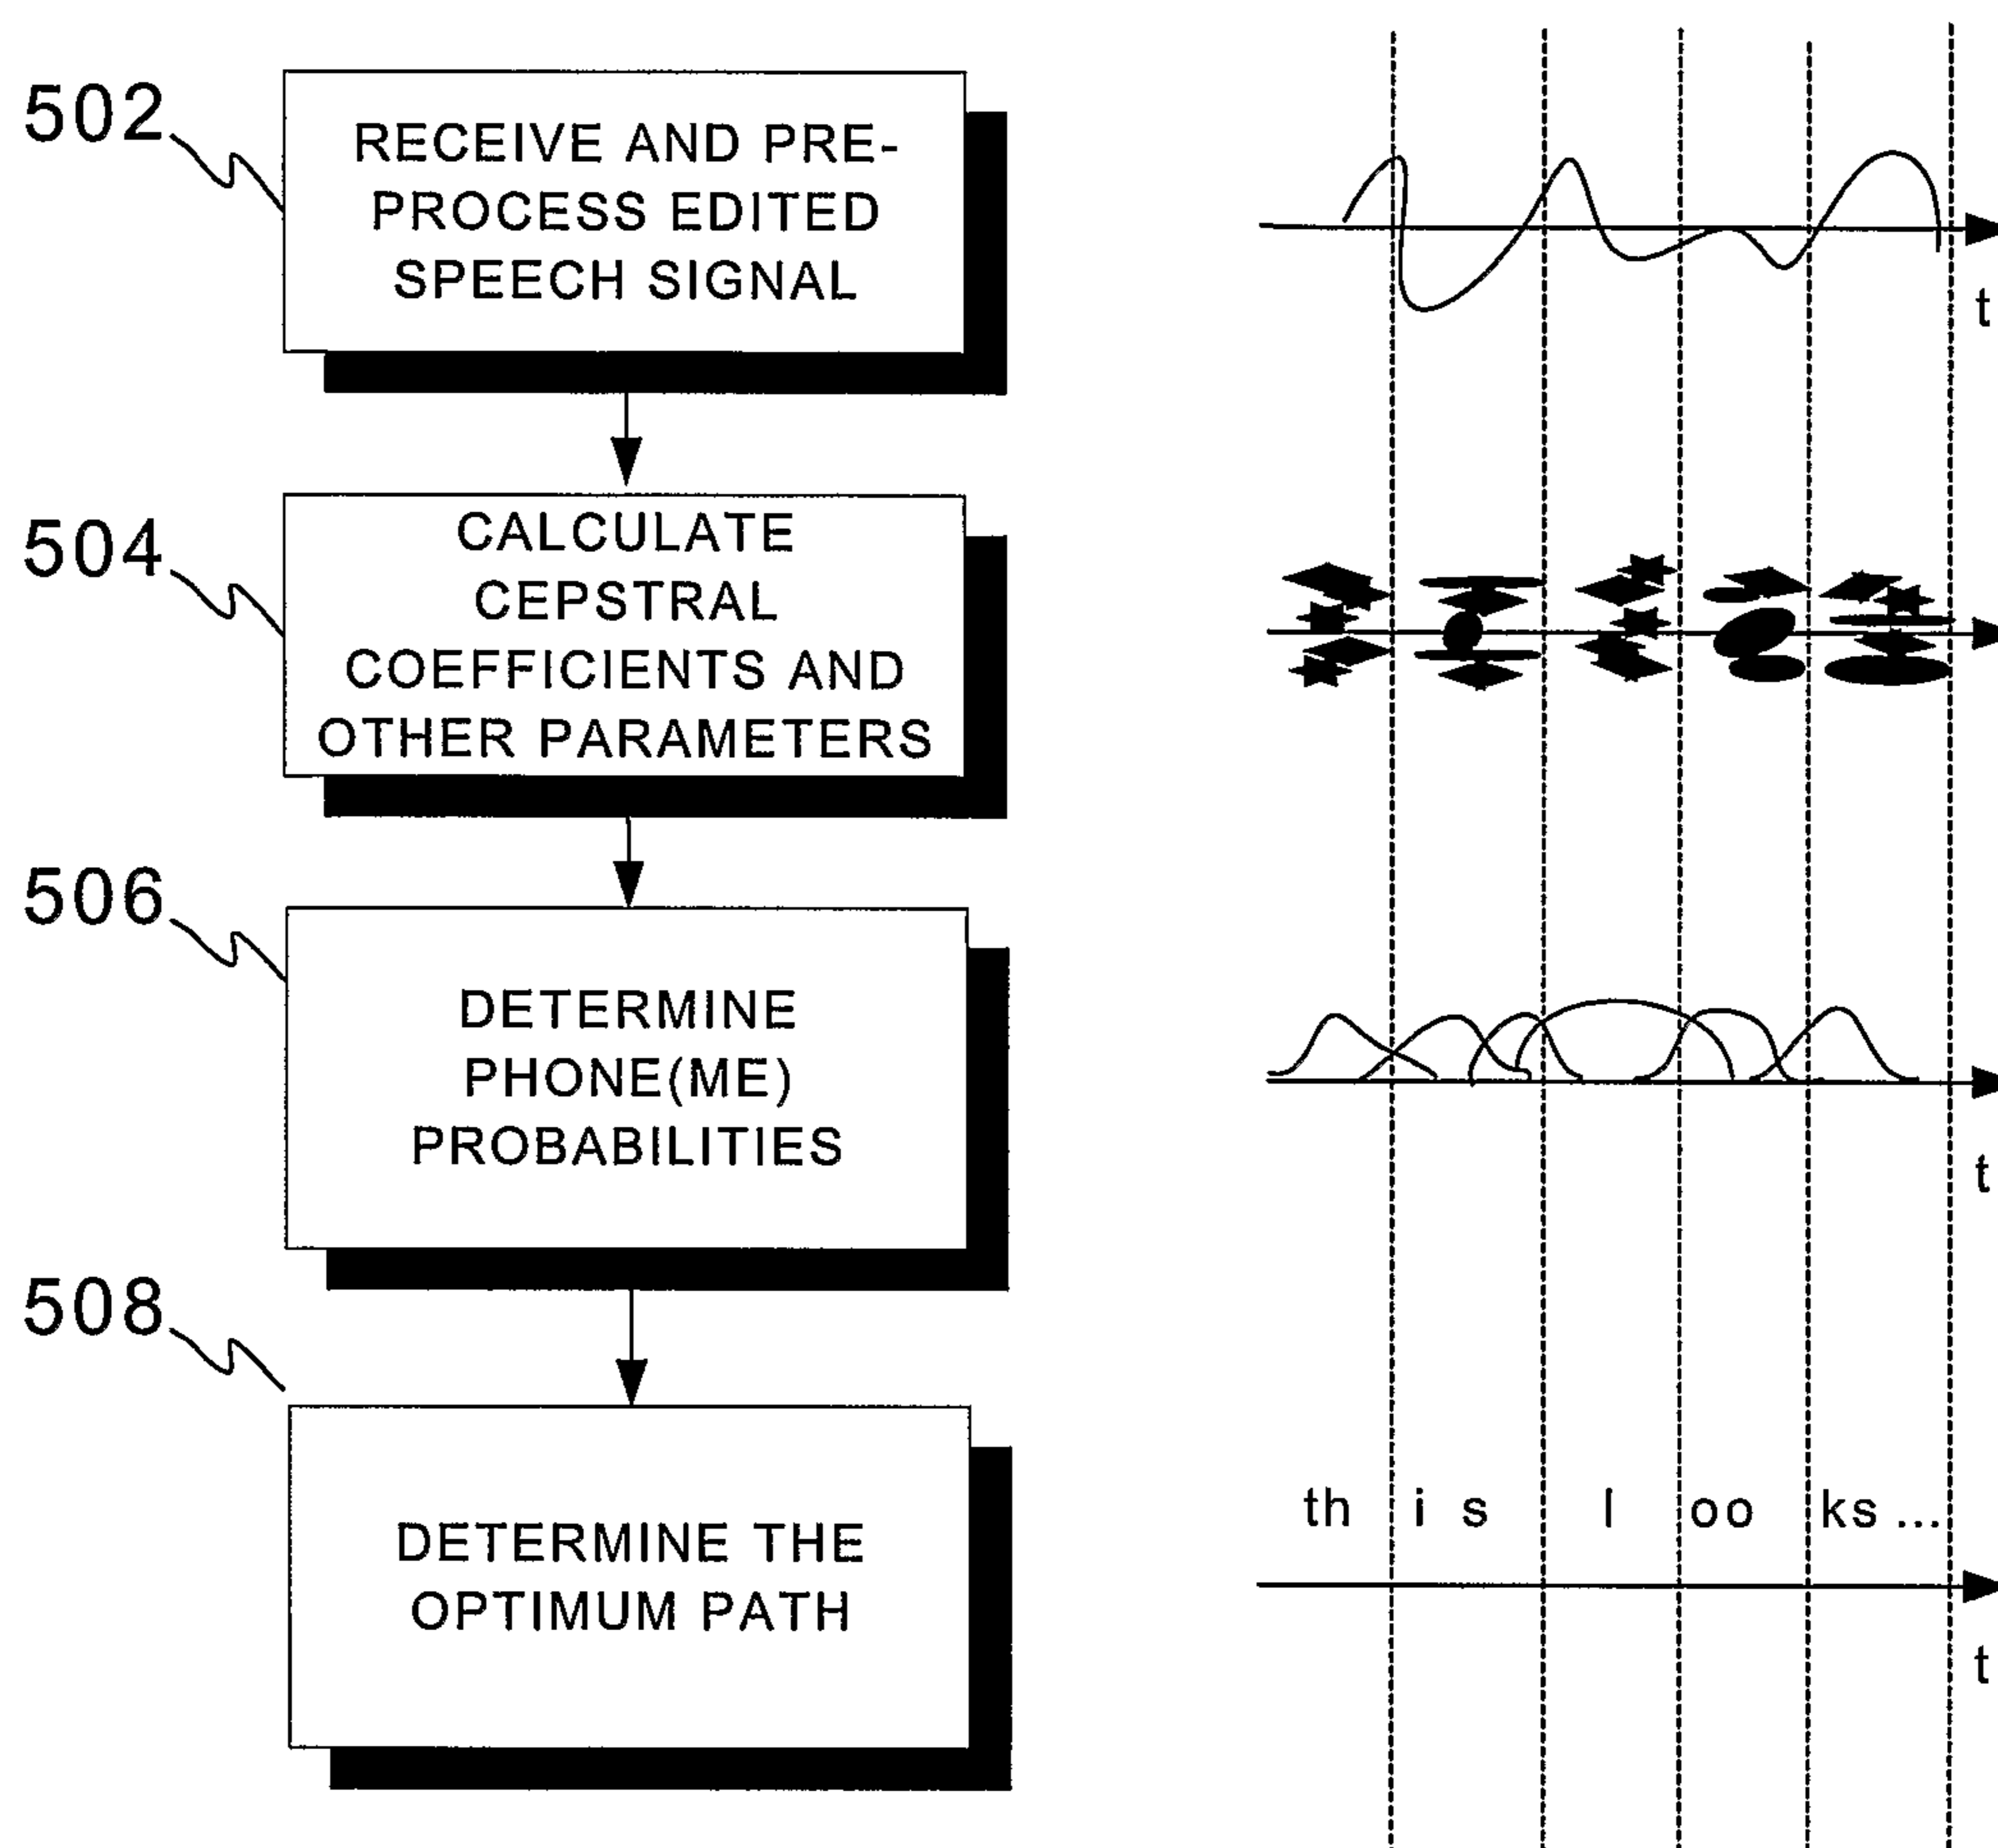 502
RECEIVE AND PRE-
PROCESS EDITED
SPEECH SIGNAL
t
504
CALCULATE
CEPSTRAL
COEFFICIENTS AND
OTHER PARAMETERS
506
DETERMINE
PHONE(ME)
PROBABILITIES
t
508
DETERMINE THE
OPTIMUM PATH
th i s l oo ks ...
t